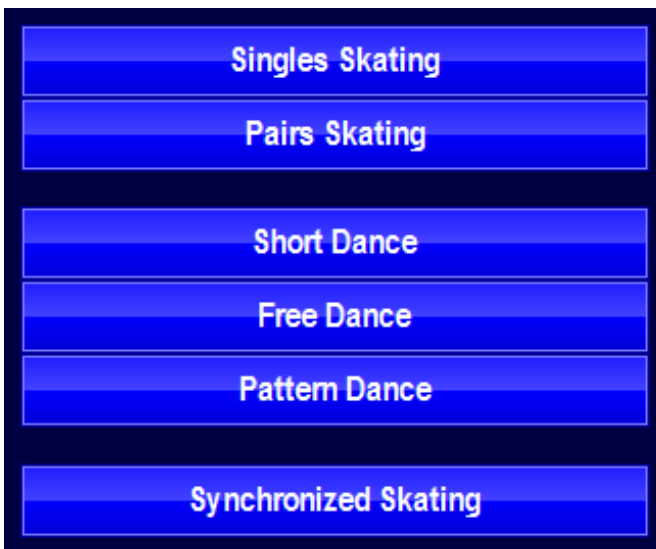 Singles Skating
Pairs Skating
Short Dance
Free Dance
Pattern Dance
Synchronized Skating